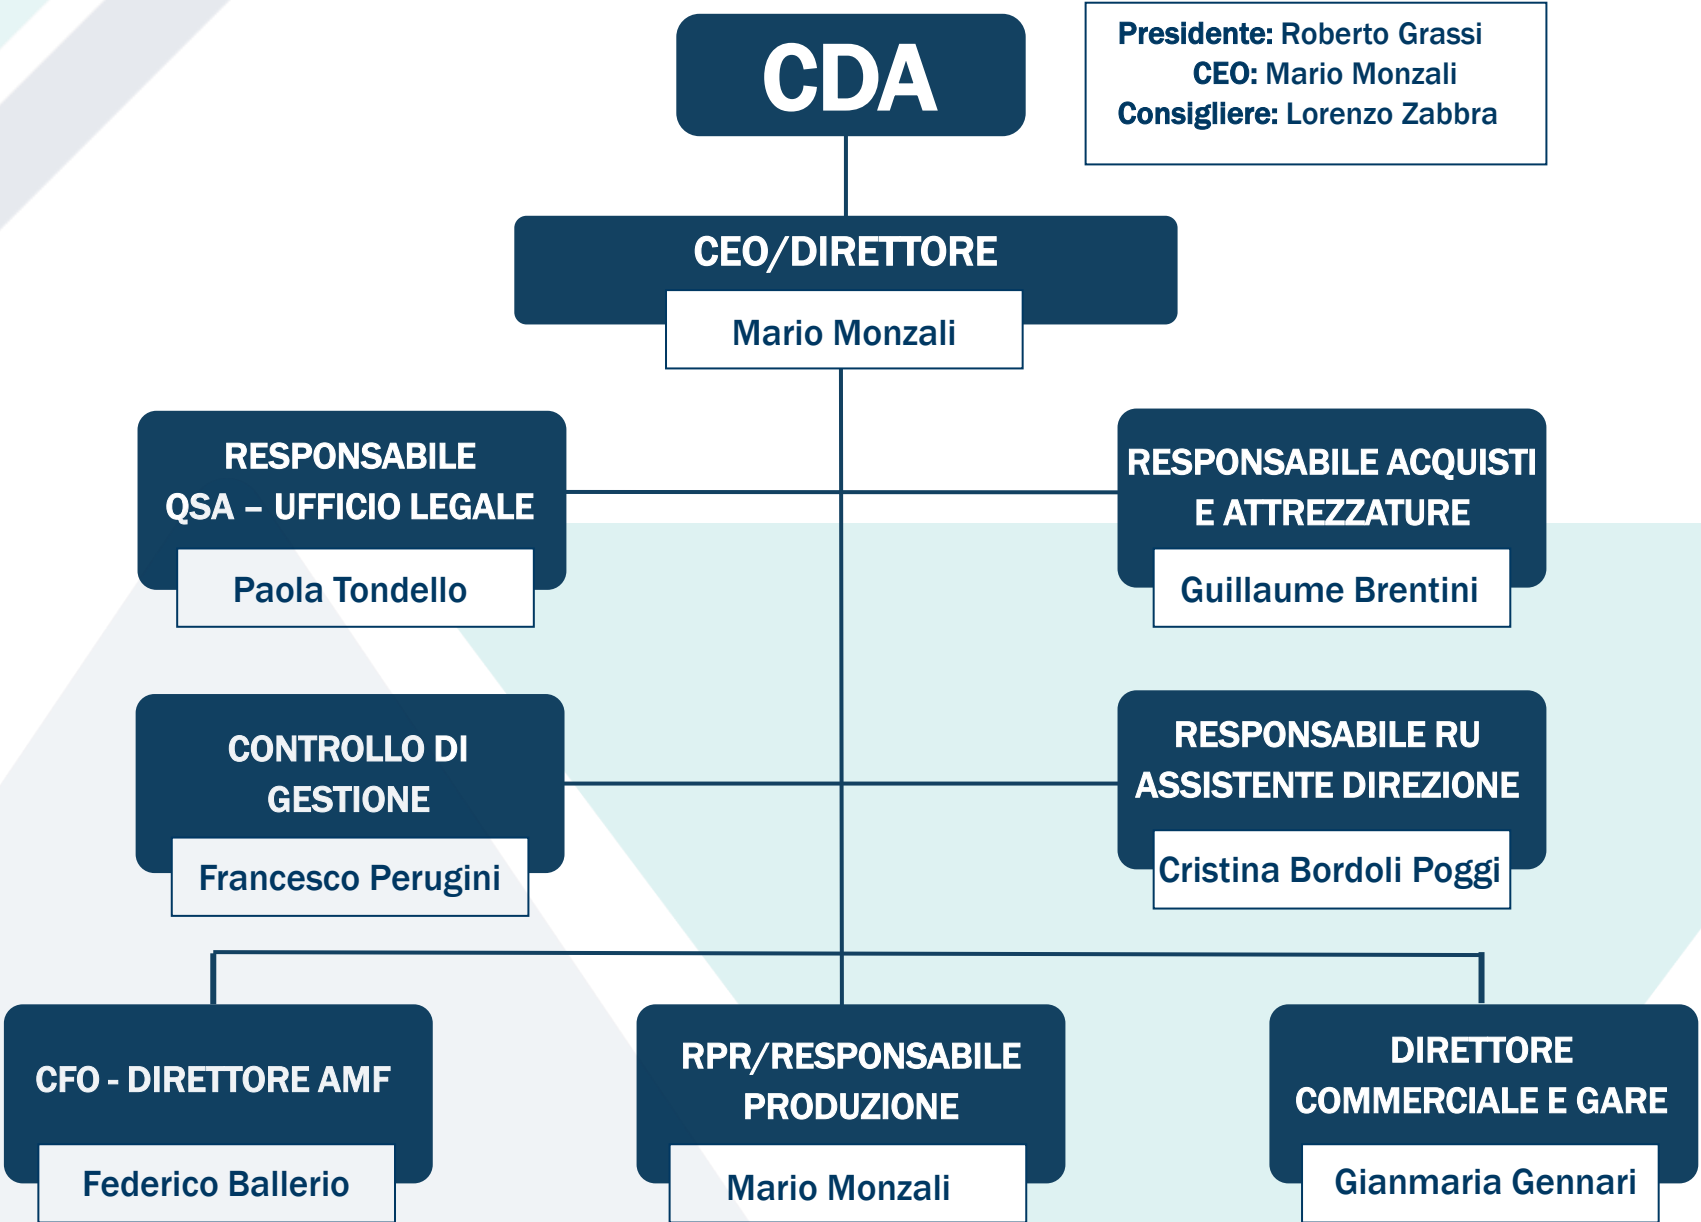 CDA
Presidente: Roberto Grassi
CEO: Mario Monzali
Consigliere: Lorenzo Zabbra
CEO/DIRETTORE
Mario Monzali
RESPONSABILE
QSA – UFFICIO LEGALE
Paola Tondello
RESPONSABILE ACQUISTI
E ATTREZZATURE
Guillaume Brentini
CONTROLLO DI
GESTIONE
Francesco Perugini
RESPONSABILE RU
ASSISTENTE DIREZIONE
Cristina Bordoli Poggi
CFO - DIRETTORE AMF
Federico Ballerio
RPR/RESPONSABILE
PRODUZIONE
Mario Monzali
DIRETTORE
COMMERCIALE E GARE
Gianmaria Gennari